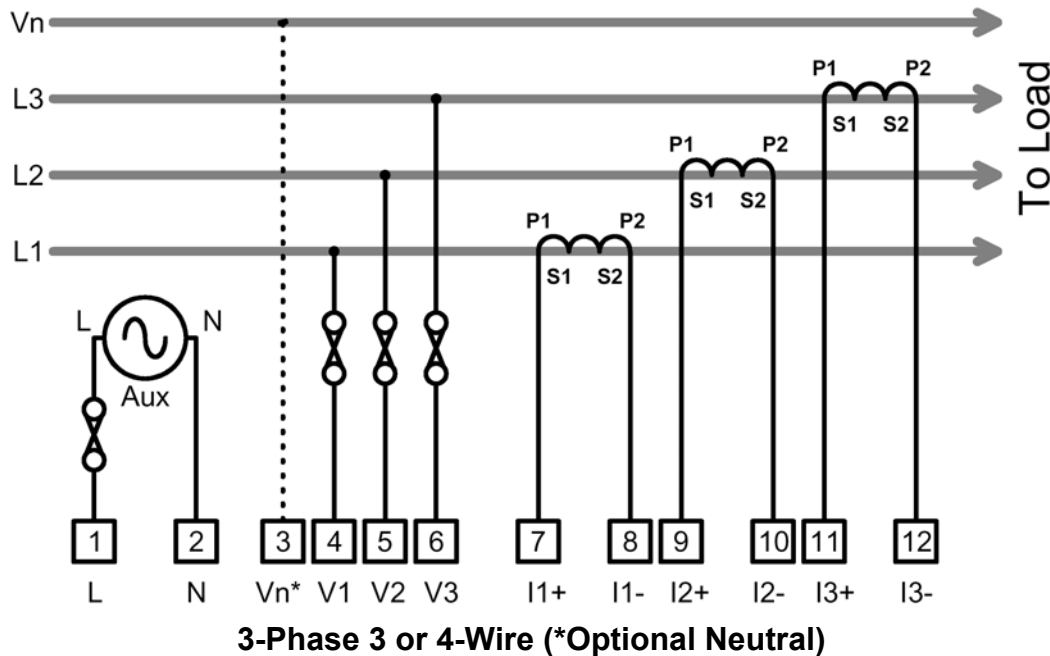 Vn
P1 P2
L3
S1 S2
P1 P2
L2
S1 S2
P1 P2
L1
S1 S2
To Load
L N
Aux
1 2 3 4 5 6 7 8 9 10 11 12
L N Vn* V1 V2 V3 I1+ I1- I2+ I2- I3+ I3-
3-Phase 3 or 4-Wire (*Optional Neutral)